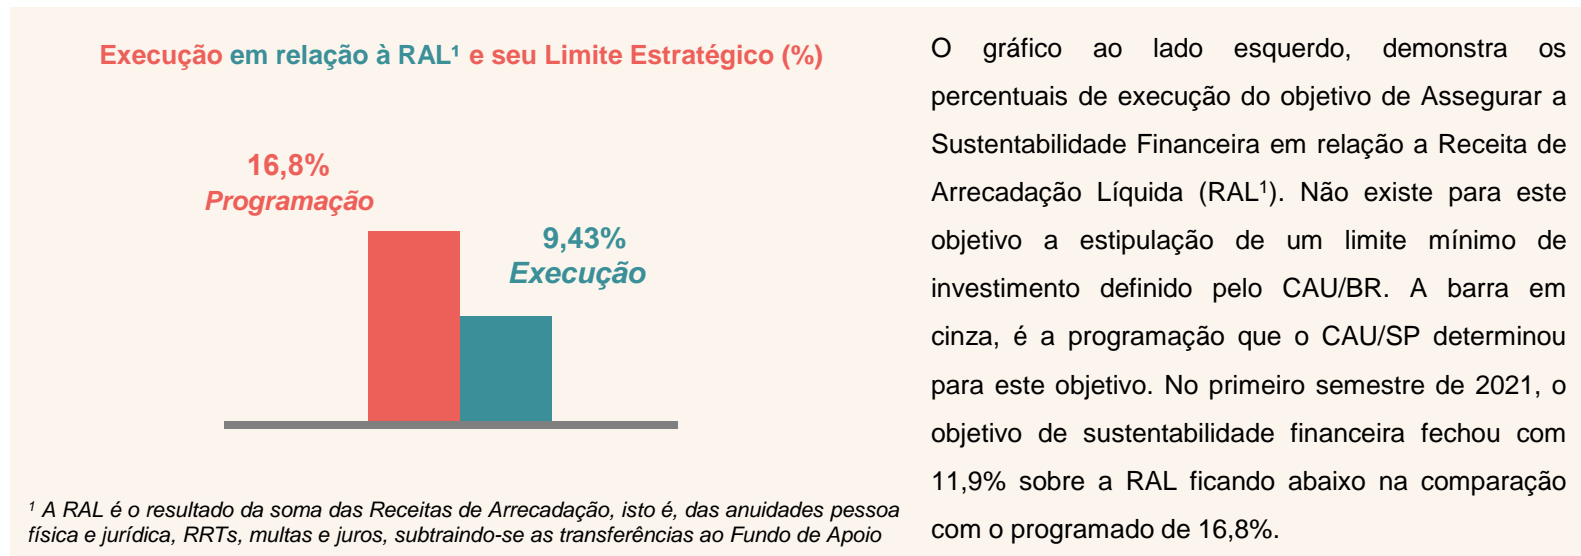 Execução em relação à RAL¹ e seu Limite Estratégico (%)
16,8%
Programação
9,43%
Execução
¹ A RAL é o resultado da soma das Receitas de Arrecadação, isto é, das anuidades pessoa
física e jurídica, RRTs, multas e juros, subtraindo-se as transferências ao Fundo de Apoio
O gráfico ao lado esquerdo, demonstra os
percentuais de execução do objetivo de Assegurar a
Sustentabilidade Financeira em relação a Receita de
Arrecadação Líquida (RAL¹). Não existe para este
objetivo a estipulação de um limite mínimo de
investimento definido pelo CAU/BR. A barra em
cinza, é a programação que o CAU/SP determinou
para este objetivo. No primeiro semestre de 2021, o
objetivo de sustentabilidade financeira fechou com
11,9% sobre a RAL ficando abaixo na comparação
com o programado de 16,8%.